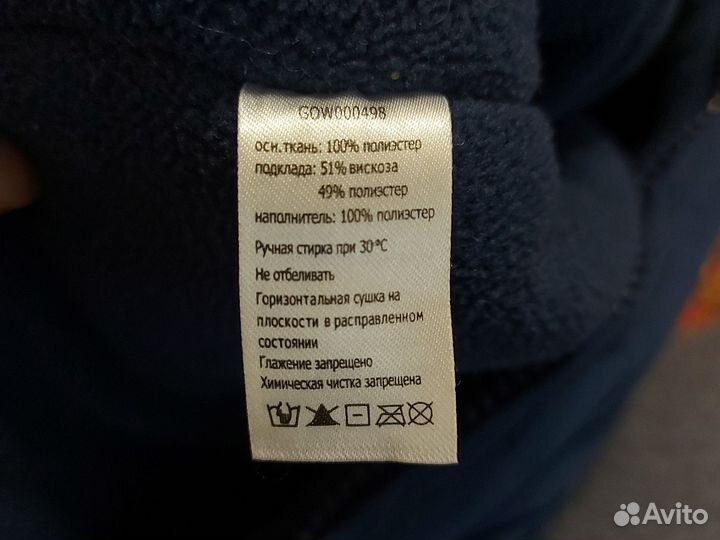 GOW000498
осн.ткань: 100% полиэстер
подклада: 51% вискоза
49% полиэстер
наполнитель: 100% полиэстер
Ручная стирка при 30°C
Не отбеливать
Горизонтальная сушка на
плоскости в расправленном
состоянии
Глажение запрещено
Химическая чистка запрещена
Avito